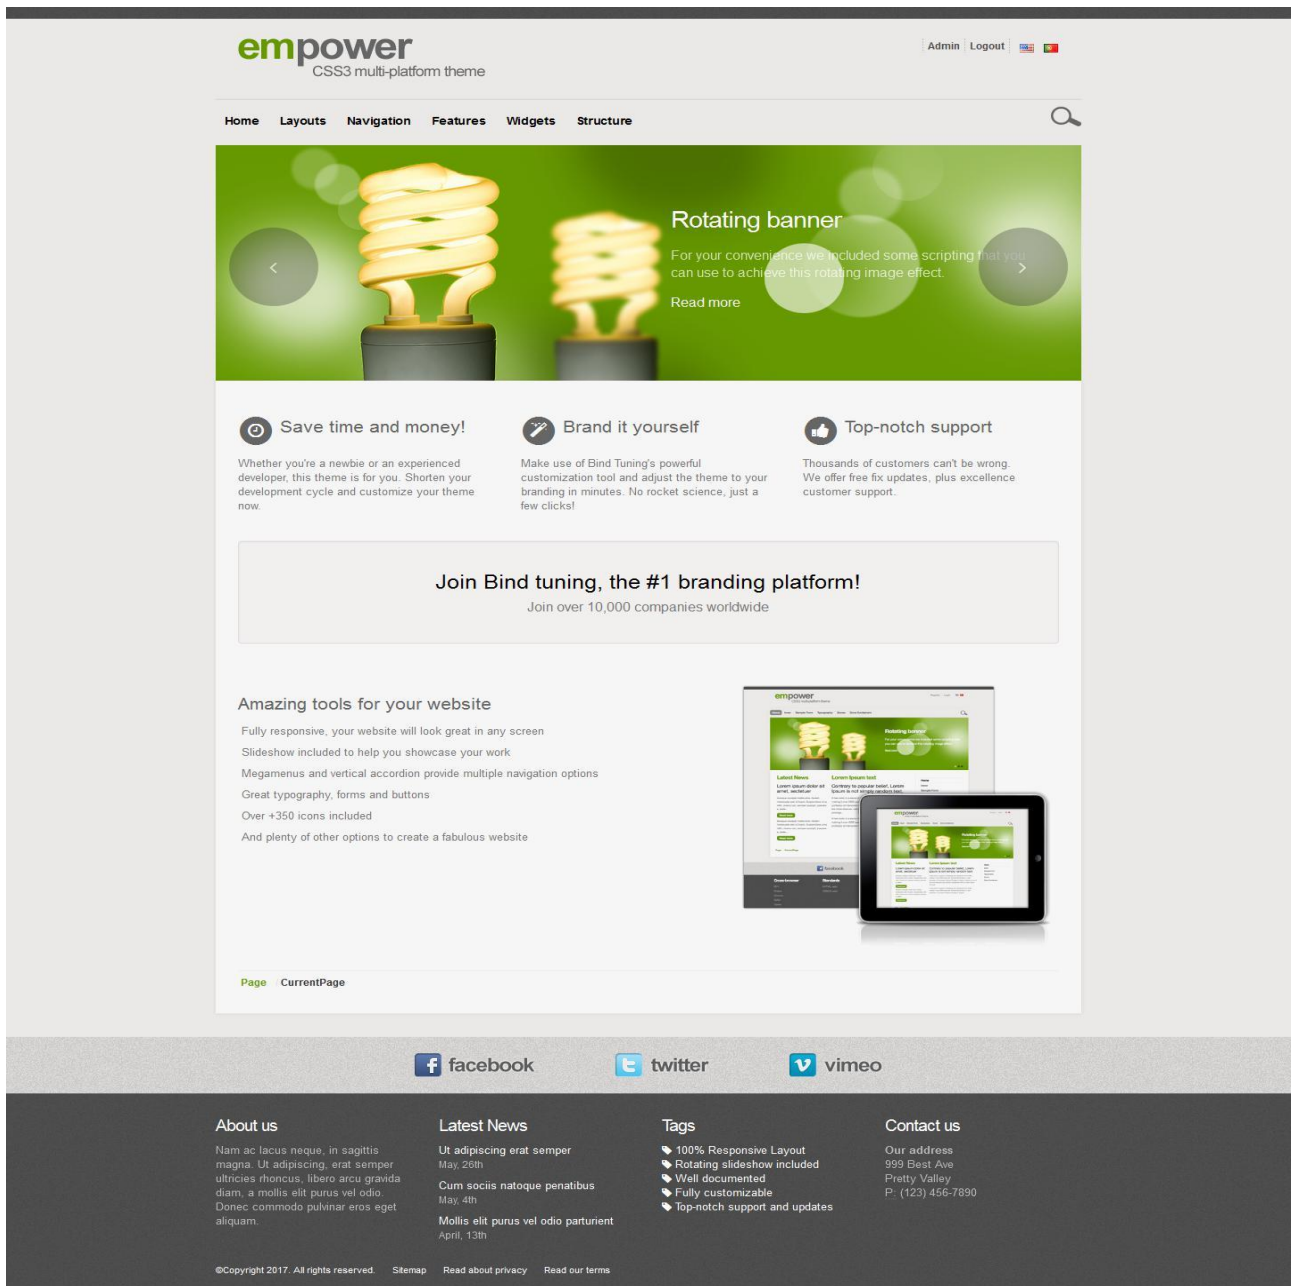 empower
CSS3 multi-platform theme
Admin
Logout
Home
Layouts
Navigation
Features
Widgets
Structure
Rotating banner
For your convenience we included some scripting that you
can use to achieve this rotating image effect.
Read more
Save time and money!
Whether you're a newbie or an experienced
developer, this theme is for you. Shorten your
development cycle and customize your theme
now.
Brand it yourself
Make use of Bind Tuning's powerful
customization tool and adjust the theme to your
branding in minutes. No rocket science, just a
few clicks!
Top-notch support
Thousands of customers can't be wrong.
We offer free fix updates, plus excellence
customer support.
Join Bind tuning, the #1 branding platform!
Join over 10,000 companies worldwide
Amazing tools for your website
Fully responsive, your website will look great in any screen
Slideshow included to help you showcase your work
Megamenus and vertical accordion provide multiple navigation options
Great typography, forms and buttons
Over +350 icons included
And plenty of other options to create a fabulous website
empower
Rotating banner
Latest News
Lorem Ipsum text
empower
Page
CurrentPage
facebook
twitter
vimeo
About us
Nam ac lacus neque, in sagittis
magna. Ut adipiscing, erat semper
ultricies rhoncus, libero arcu gravida
diam, a mollis elit purus vel odio.
Donec commodo pulvinar eros eget
aliquam.
Latest News
Ut adipiscing erat semper
May, 26th
Cum sociis natoque penatibus
May, 4th
Mollis elit purus vel odio parturient
April, 13th
Tags
100% Responsive Layout
Rotating slideshow included
Well documented
Fully customizable
Top-notch support and updates
Contact us
Our address
999 Best Ave
Pretty Valley
P: (123) 456-7890
©Copyright 2017. All rights reserved.
Sitemap
Read about privacy
Read our terms